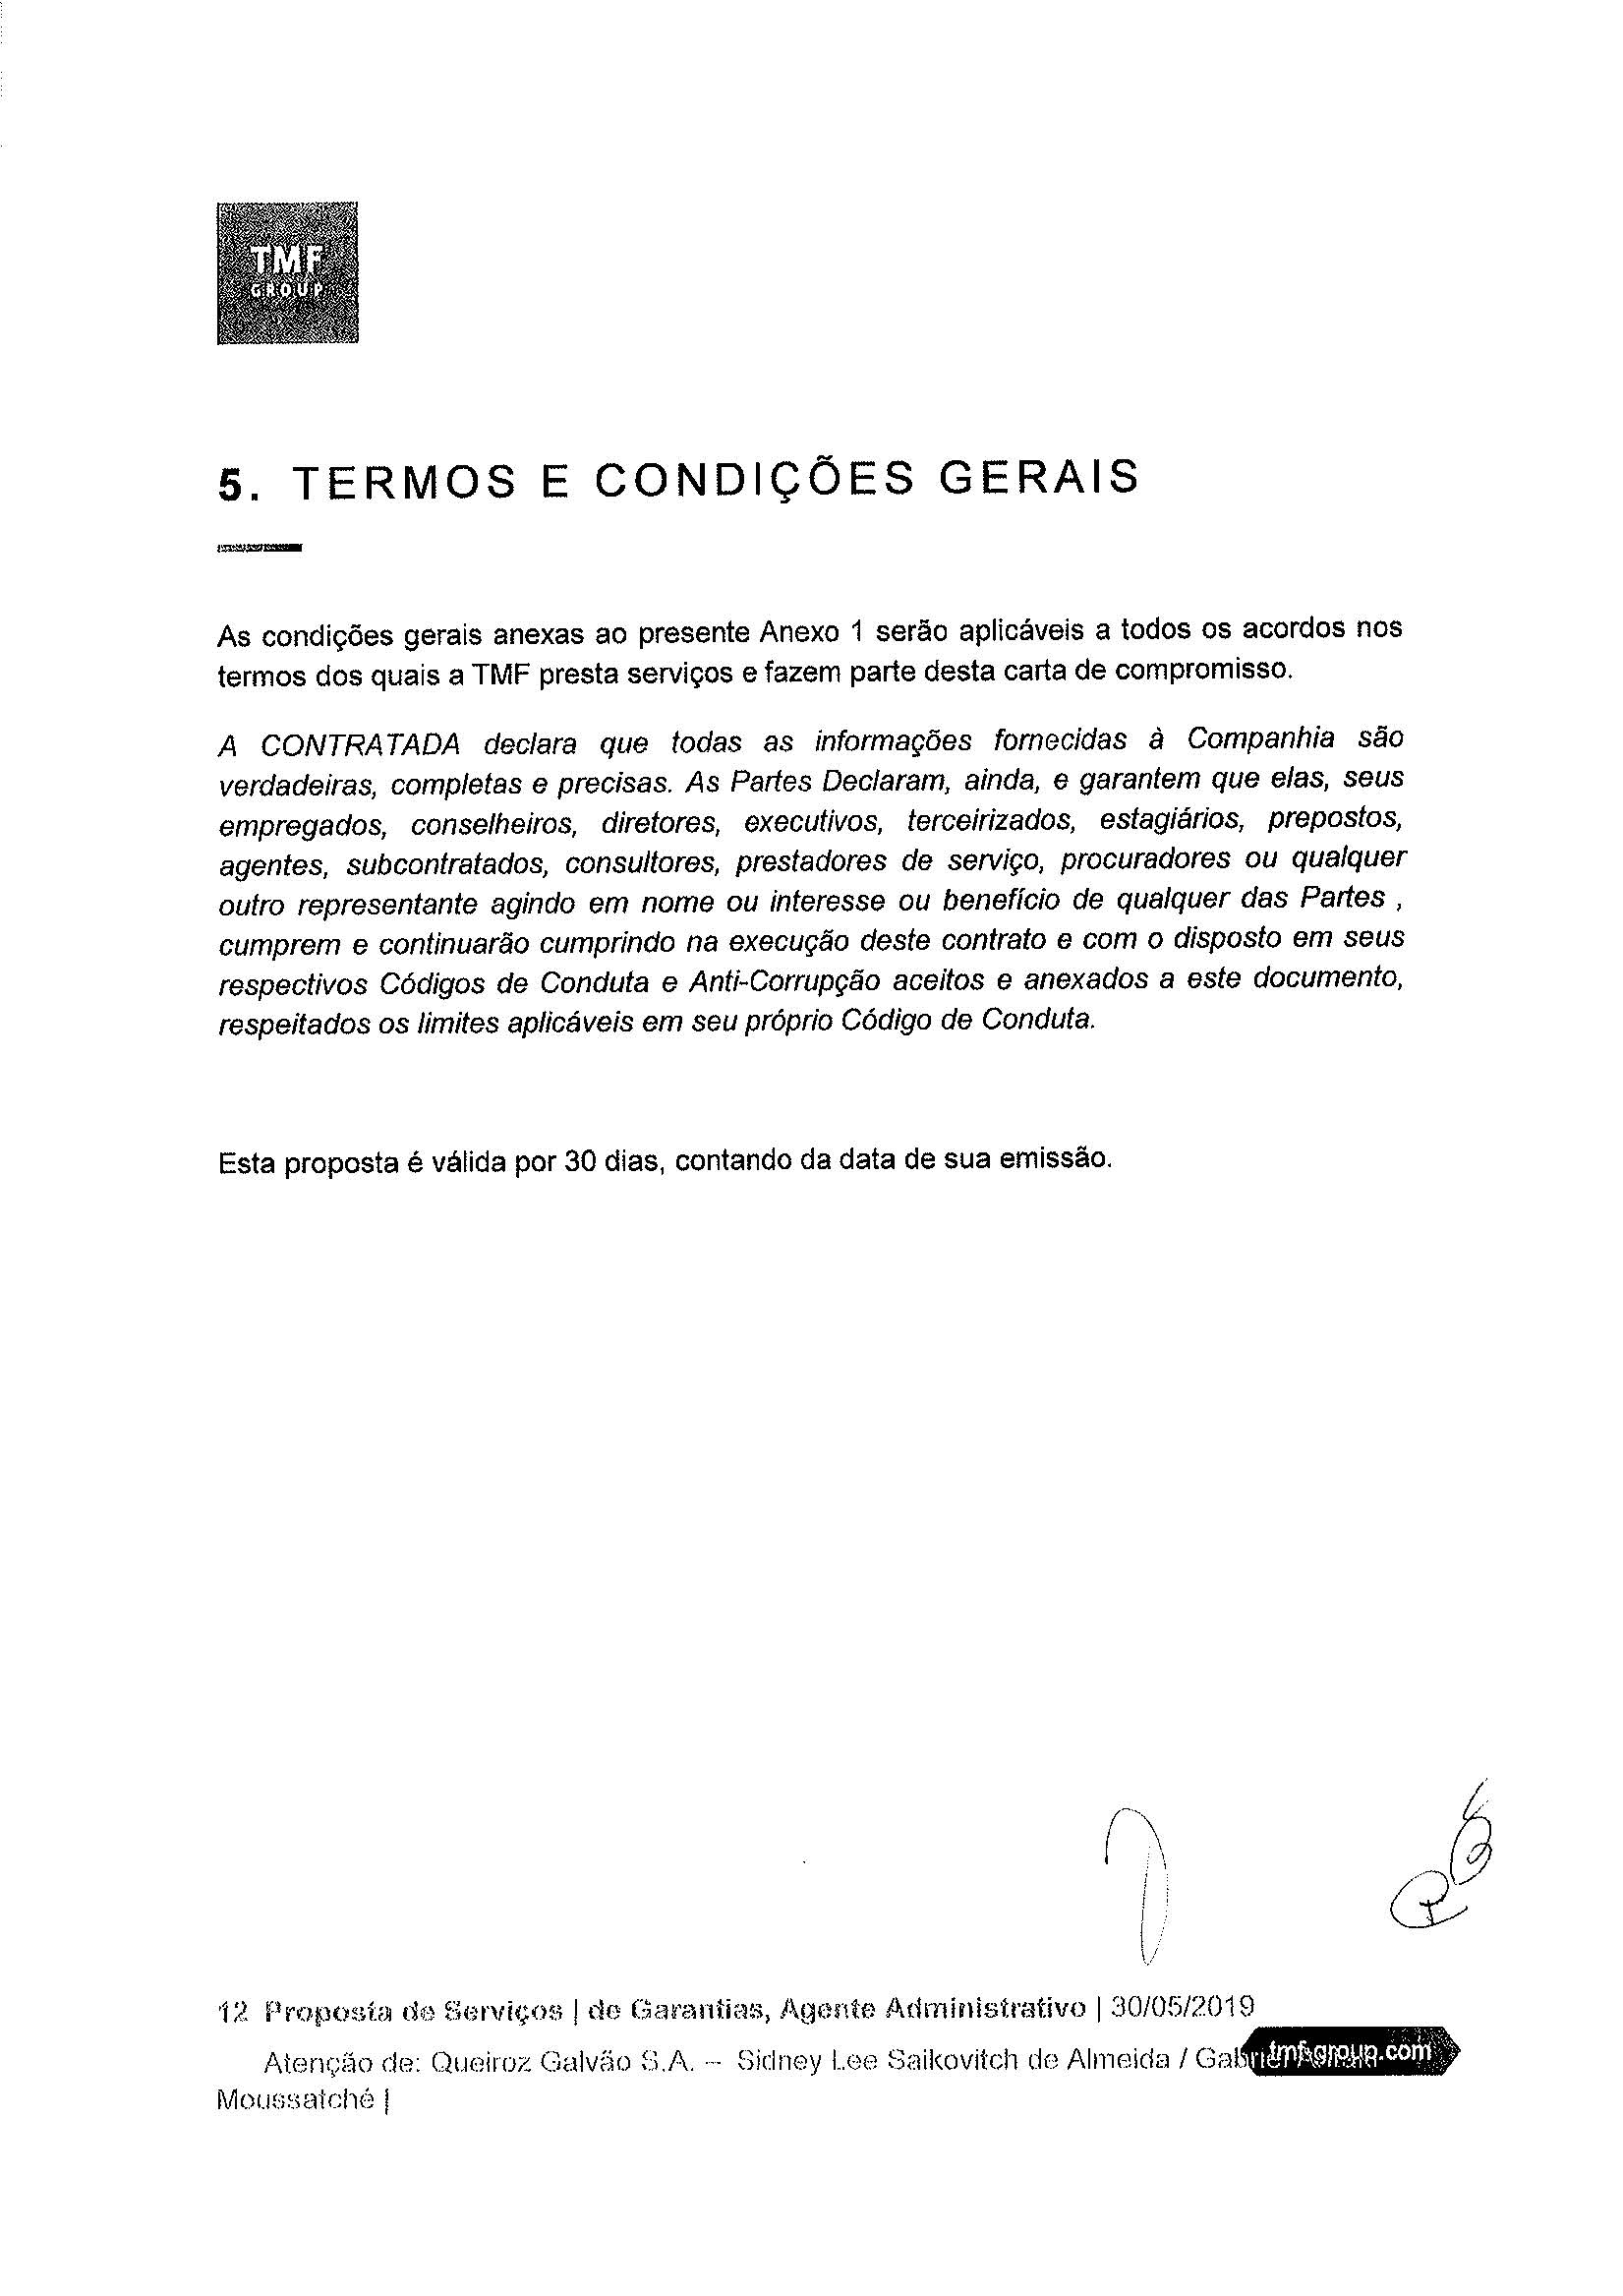 TMF
GROUP
5. TERMOS E CONDIÇÕES GERAIS
As condições gerais anexas ao presente Anexo 1 serão aplicáveis a todos os acordos nos
termos dos quais a TMF presta serviços e fazem parte desta carta de compromisso.
A CONTRATADA declara que todas as informações fornecidas à Companhia são
verdadeiras, completas e precisas. As Partes Declaram, ainda, e garantem que elas, seus
empregados, conselheiros, diretores, executivos, terceirizados, estagiários, prepostos,
agentes, subcontratados, consultores, prestadores de serviço, procuradores ou qualquer
outro representante agindo em nome ou interesse ou benefício de qualquer das Partes ,
cumprem e continuarão cumprindo na execução deste contrato e com o disposto em seus
respectivos Códigos de Conduta e Anti-Corrupção aceitos e anexados a este documento,
respeitados os limites aplicáveis em seu próprio Código de Conduta.
Esta proposta é válida por 30 dias, contando da data de sua emissão.
12 Proposta de Serviços | de Garantias, Agente Administrativo | 30/05/2019
Atenção de: Queiroz Galvão S.A. – Sidney Lee Saikovitch de Almeida /
tmf-group.com
Moussatché |